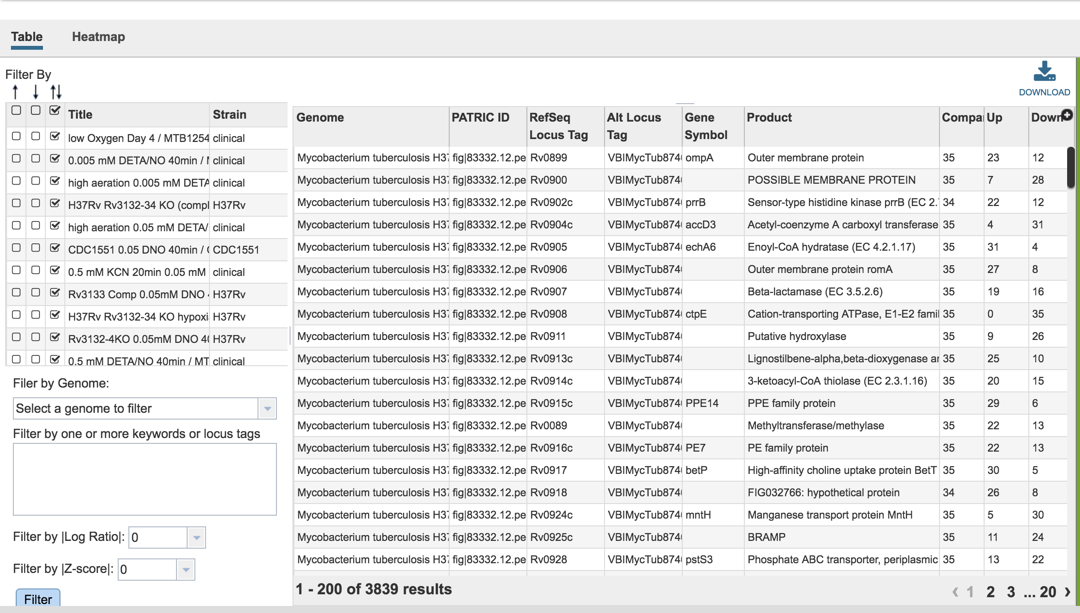 Table Heatmap
Filter By
DOWNLOAD
Title Strain
low Oxygen Day 4 / MTB1254 clinical
0.005 mM DETA/NO 40min / clinical
high aeration 0.005 mM DETA clinical
H37Rv Rv3132-34 KO (compl H37Rv
high aeration 0.05 mM DETA/ clinical
CDC1551 0.05 DNO 40min / CDC1551
0.5 mM KCN 20min 0.05 mM clinical
Rv3133 Comp 0.05mM DNO H37Rv
H37Rv Rv3132-34 KO hypoxi H37Rv
Rv3132-4KO 0.05mM DNO 4 H37Rv
0.5 mM DETA/NO 40min / MT clinical
Filer by Genome:
Select a genome to filter
Filter by one or more keywords or locus tags
Filter by |Log Ratio|: 0
Filter by |Z-score|: 0
Filter
Genome PATRIC ID RefSeq Locus Tag Alt Locus Tag Gene Symbol Product Compa Up Down
Mycobacterium tuberculosis H37 fig|83332.12.pe Rv0899 VBIMycTub874 ompA Outer membrane protein 35 23 12
Mycobacterium tuberculosis H37 fig|83332.12.pe Rv0900 VBIMycTub874 POSSIBLE MEMBRANE PROTEIN 35 7 28
Mycobacterium tuberculosis H37 fig|83332.12.pe Rv0902c VBIMycTub874 prrB Sensor-type histidine kinase prrB (EC 2. 34 22 12
Mycobacterium tuberculosis H37 fig|83332.12.pe Rv0904c VBIMycTub874 accD3 Acetyl-coenzyme A carboxyl transferase 35 4 31
Mycobacterium tuberculosis H37 fig|83332.12.pe Rv0905 VBIMycTub874 echA6 Enoyl-CoA hydratase (EC 4.2.1.17) 35 31 4
Mycobacterium tuberculosis H37 fig|83332.12.pe Rv0906 VBIMycTub874 Outer membrane protein romA 35 27 8
Mycobacterium tuberculosis H37 fig|83332.12.pe Rv0907 VBIMycTub874 Beta-lactamase (EC 3.5.2.6) 35 19 16
Mycobacterium tuberculosis H37 fig|83332.12.pe Rv0908 VBIMycTub874 ctpE Cation-transporting ATPase, E1-E2 famil 35 0 35
Mycobacterium tuberculosis H37 fig|83332.12.pe Rv0911 VBIMycTub874 Putative hydroxylase 35 9 26
Mycobacterium tuberculosis H37 fig|83332.12.pe Rv0913c VBIMycTub874 Lignostilbene-alpha,beta-dioxygenase ar 35 25 10
Mycobacterium tuberculosis H37 fig|83332.12.pe Rv0914c VBIMycTub874 3-ketoacyl-CoA thiolase (EC 2.3.1.16) 35 20 15
Mycobacterium tuberculosis H37 fig|83332.12.pe Rv0915c VBIMycTub874 PPE14 PPE family protein 35 29 6
Mycobacterium tuberculosis H37 fig|83332.12.pe Rv0089 VBIMycTub874 Methyltransferase/methylase 35 22 13
Mycobacterium tuberculosis H37 fig|83332.12.pe Rv0916c VBIMycTub874 PE7 PE family protein 35 22 13
Mycobacterium tuberculosis H37 fig|83332.12.pe Rv0917 VBIMycTub874 betP High-affinity choline uptake protein BetT 35 30 5
Mycobacterium tuberculosis H37 fig|83332.12.pe Rv0918 VBIMycTub874 FIG032766: hypothetical protein 34 26 8
Mycobacterium tuberculosis H37 fig|83332.12.pe Rv0924c VBIMycTub874 mntH Manganese transport protein MntH 35 5 30
Mycobacterium tuberculosis H37 fig|83332.12.pe Rv0925c VBIMycTub874 BRAMP 35 11 24
Mycobacterium tuberculosis H37 fig|83332.12.pe Rv0928 VBIMycTub874 pstS3 Phosphate ABC transporter, periplasmic 35 13 22
1 - 200 of 3839 results
‹ 1 2 3 ... 20 ›